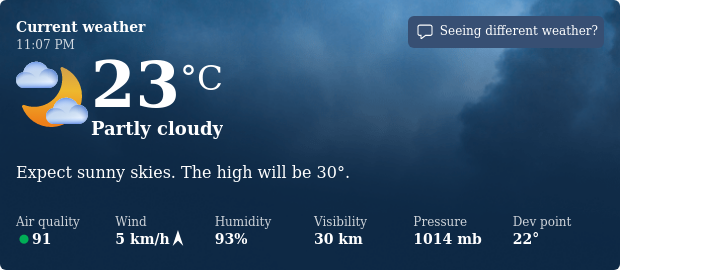 Current weather
11:07 PM
Seeing different weather?
23°C
Partly cloudy
Expect sunny skies. The high will be 30°.
Air quality Wind Humidity Visibility Pressure Dew point
91 5 km/h 93% 30 km 1014 mb 22°